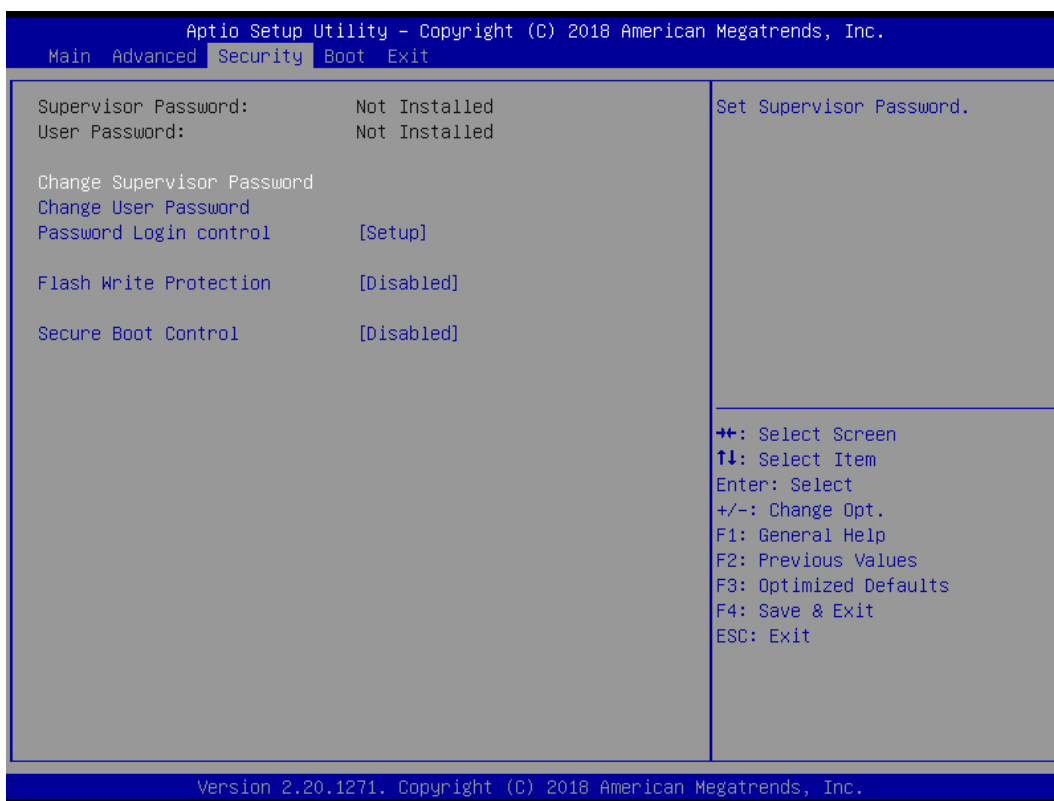 Aptio Setup Utility – Copyright (C) 2018 American Megatrends, Inc.
Main Advanced Security Boot Exit
Supervisor Password: Not Installed
User Password: Not Installed
Change Supervisor Password
Change User Password
Password Login control [Setup]
Flash Write Protection [Disabled]
Secure Boot Control [Disabled]
Set Supervisor Password.
→←: Select Screen
↑↓: Select Item
Enter: Select
+/-: Change Opt.
F1: General Help
F2: Previous Values
F3: Optimized Defaults
F4: Save & Exit
ESC: Exit
Version 2.20.1271. Copyright (C) 2018 American Megatrends, Inc.